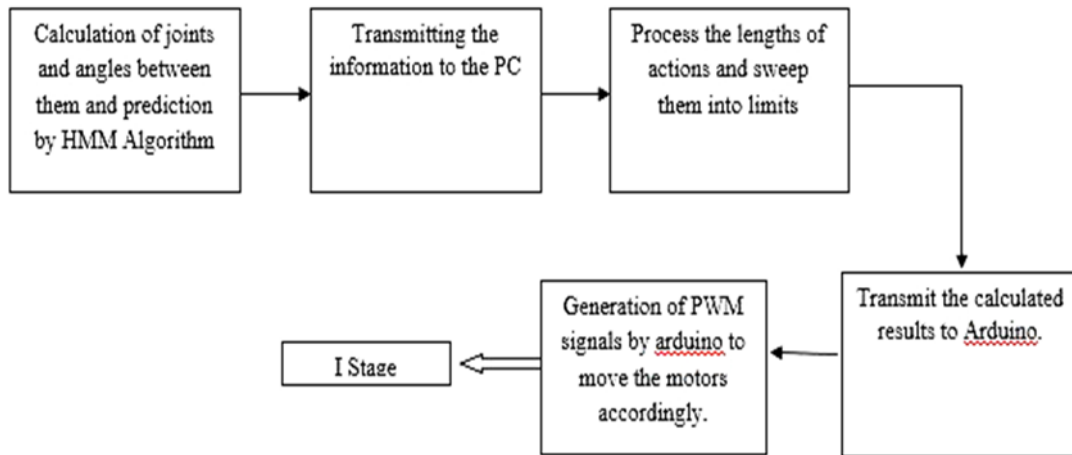 Calculation of joints
and angles between
them and prediction
by HMM Algorithm
Transmitting the
information to the PC
Process the lengths of
actions and sweep
them into limits
Transmit the calculated
results to Arduino.
Generation of PWM
signals by arduino to
move the motors
accordingly.
I Stage